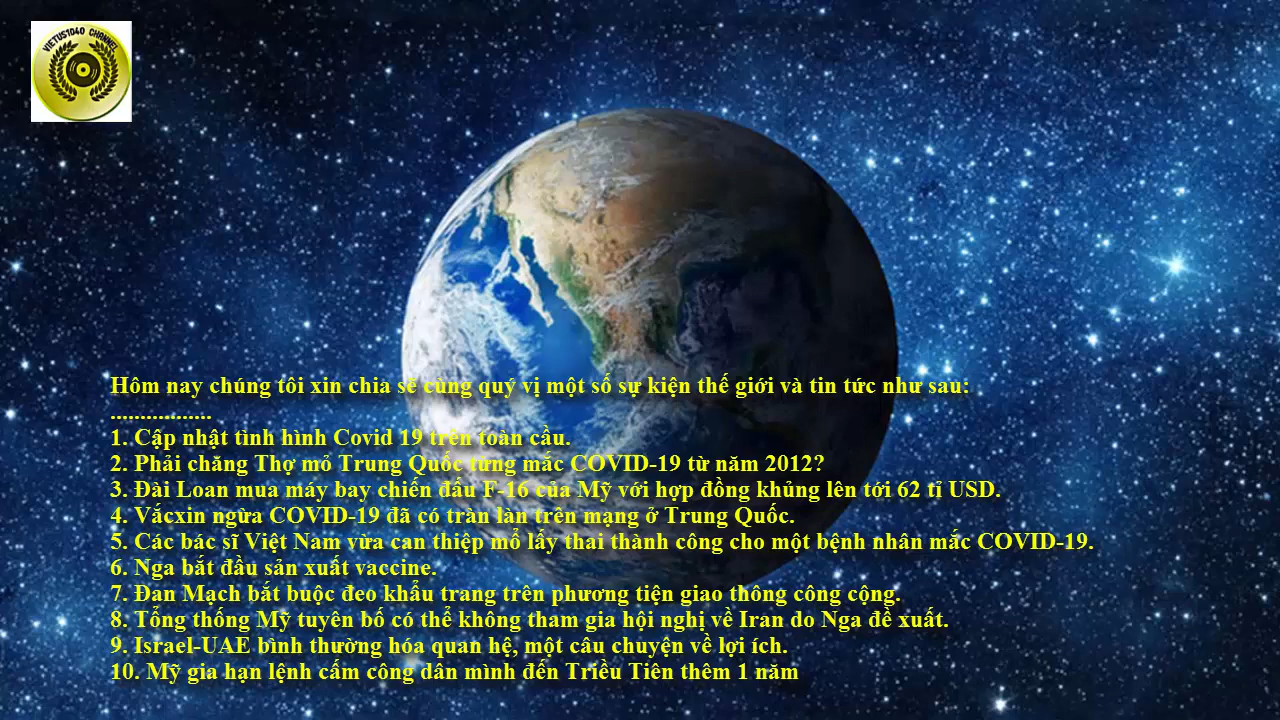 VIETUS1040 CHANNEL
Hôm nay chúng tôi xin chia sẽ cùng quý vị một số sự kiện thế giới và tin tức như sau:
.................
1. Cập nhật tình hình Covid 19 trên toàn cầu.
2. Phải chăng Thợ mỏ Trung Quốc từng mắc COVID-19 từ năm 2012?
3. Đài Loan mua máy bay chiến đấu F-16 của Mỹ với hợp đồng khủng lên tới 62 tỉ USD.
4. Vắcxin ngừa COVID-19 đã có tràn làn trên mạng ở Trung Quốc.
5. Các bác sĩ Việt Nam vừa can thiệp mổ lấy thai thành công cho một bệnh nhân mắc COVID-19.
6. Nga bắt đầu sản xuất vaccine.
7. Đan Mạch bắt buộc đeo khẩu trang trên phương tiện giao thông công cộng.
8. Tổng thống Mỹ tuyên bố có thể không tham gia hội nghị về Iran do Nga đề xuất.
9. Israel-UAE bình thường hóa quan hệ, một câu chuyện về lợi ích.
10. Mỹ gia hạn lệnh cấm công dân mình đến Triều Tiên thêm 1 năm